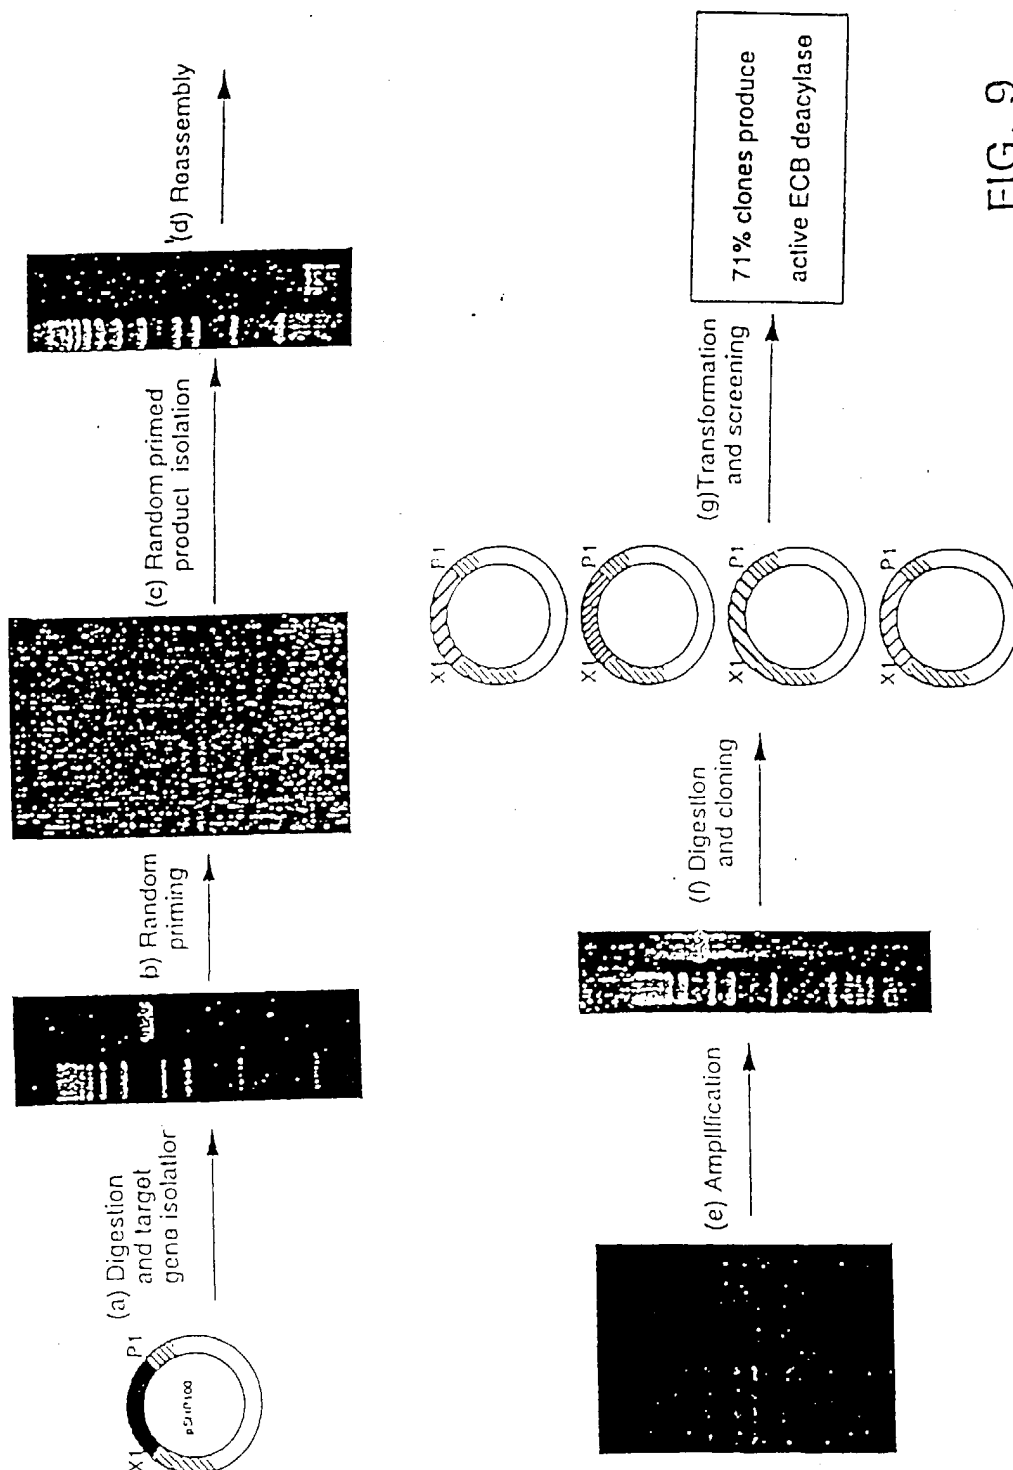 X1
P1
(a) Digestion
and target
gene isolation
b) Random
priming
(c) Random primed
product isolation
(d) Reassembly
(e) Amplification
(f) Digestion
and cloning
X1
P1
X1
P1
X1
P1
X1
P1
(g)Transformation
and screening
71% clones produce
active ECB deacylase
FIG. 9